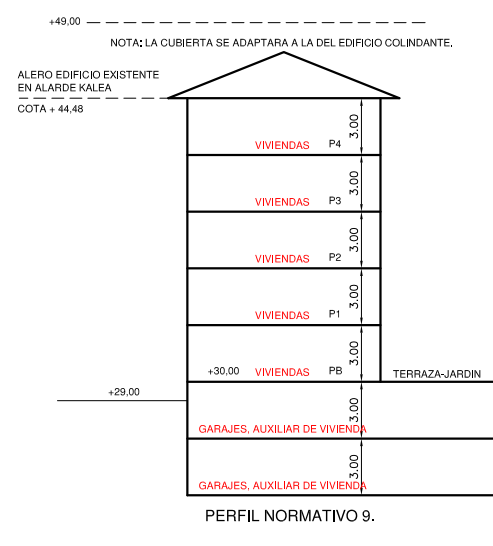 +49,00
NOTA: LA CUBIERTA SE ADAPTARA A LA DEL EDIFICIO COLINDANTE.
ALERO EDIFICIO EXISTENTE
EN ALARDE KALEA
COTA + 44,48
3.00
VIVIENDAS P4
3.00
VIVIENDAS P3
3.00
VIVIENDAS P2
3.00
VIVIENDAS P1
3.00
+30,00 VIVIENDAS PB
TERRAZA-JARDIN
+29,00
3.00
GARAJES, AUXILIAR DE VIVIENDA
3.00
GARAJES, AUXILIAR DE VIVIENDA
PERFIL NORMATIVO 9.